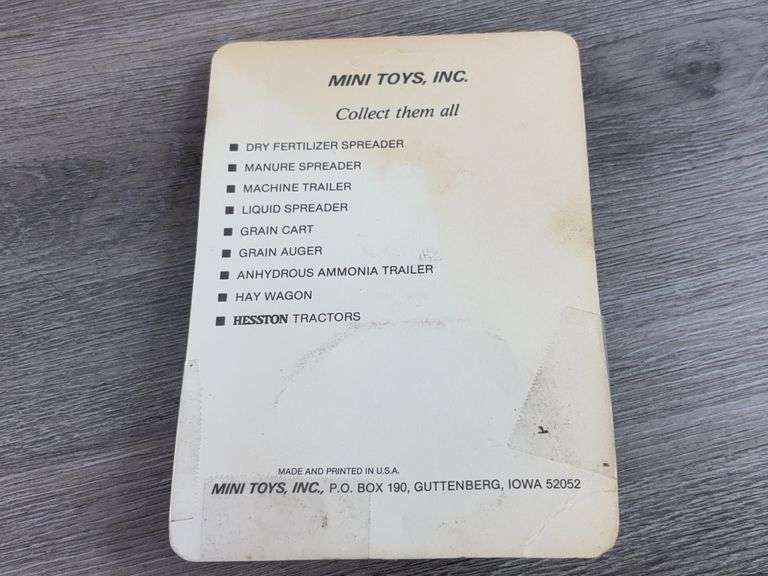 MINI TOYS, INC.
Collect them all
■ DRY FERTILIZER SPREADER
■ MANURE SPREADER
■ MACHINE TRAILER
■ LIQUID SPREADER
■ GRAIN CART
■ GRAIN AUGER
■ ANHYDROUS AMMONIA TRAILER
■ HAY WAGON
■ HESSTON TRACTORS
MADE AND PRINTED IN U.S.A.
MINI TOYS, INC., P.O. BOX 190, GUTTENBERG, IOWA 52052